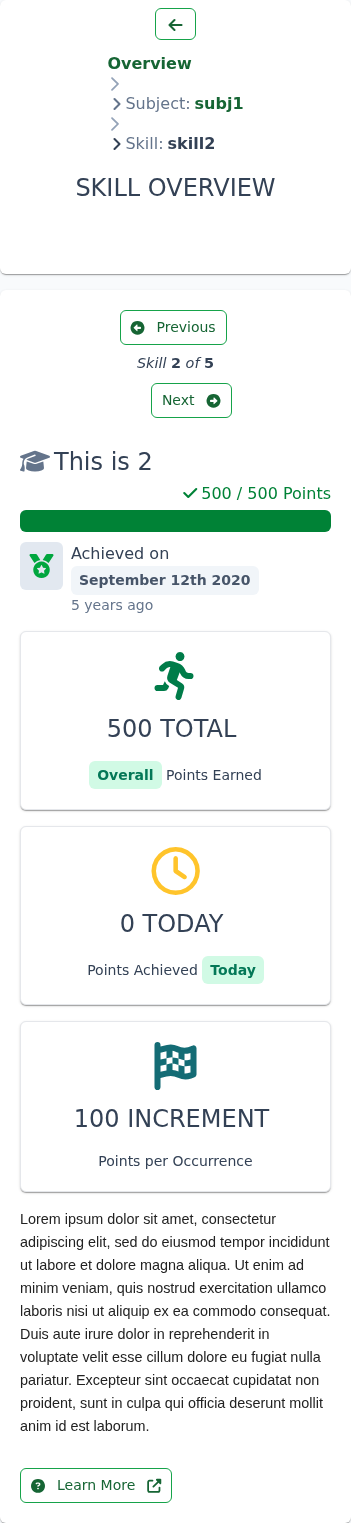 Overview
Subject: subj1
Skill: skill2
SKILL OVERVIEW
Previous
Skill 2 of 5
Next
This is 2
500 / 500 Points
Achieved on
September 12th 2020
5 years ago
500 TOTAL
Overall Points Earned
0 TODAY
Points Achieved Today
100 INCREMENT
Points per Occurrence
Lorem ipsum dolor sit amet, consectetur
adipiscing elit, sed do eiusmod tempor incididunt
ut labore et dolore magna aliqua. Ut enim ad
minim veniam, quis nostrud exercitation ullamco
laboris nisi ut aliquip ex ea commodo consequat.
Duis aute irure dolor in reprehenderit in
voluptate velit esse cillum dolore eu fugiat nulla
pariatur. Excepteur sint occaecat cupidatat non
proident, sunt in culpa qui officia deserunt mollit
anim id est laborum.
Learn More